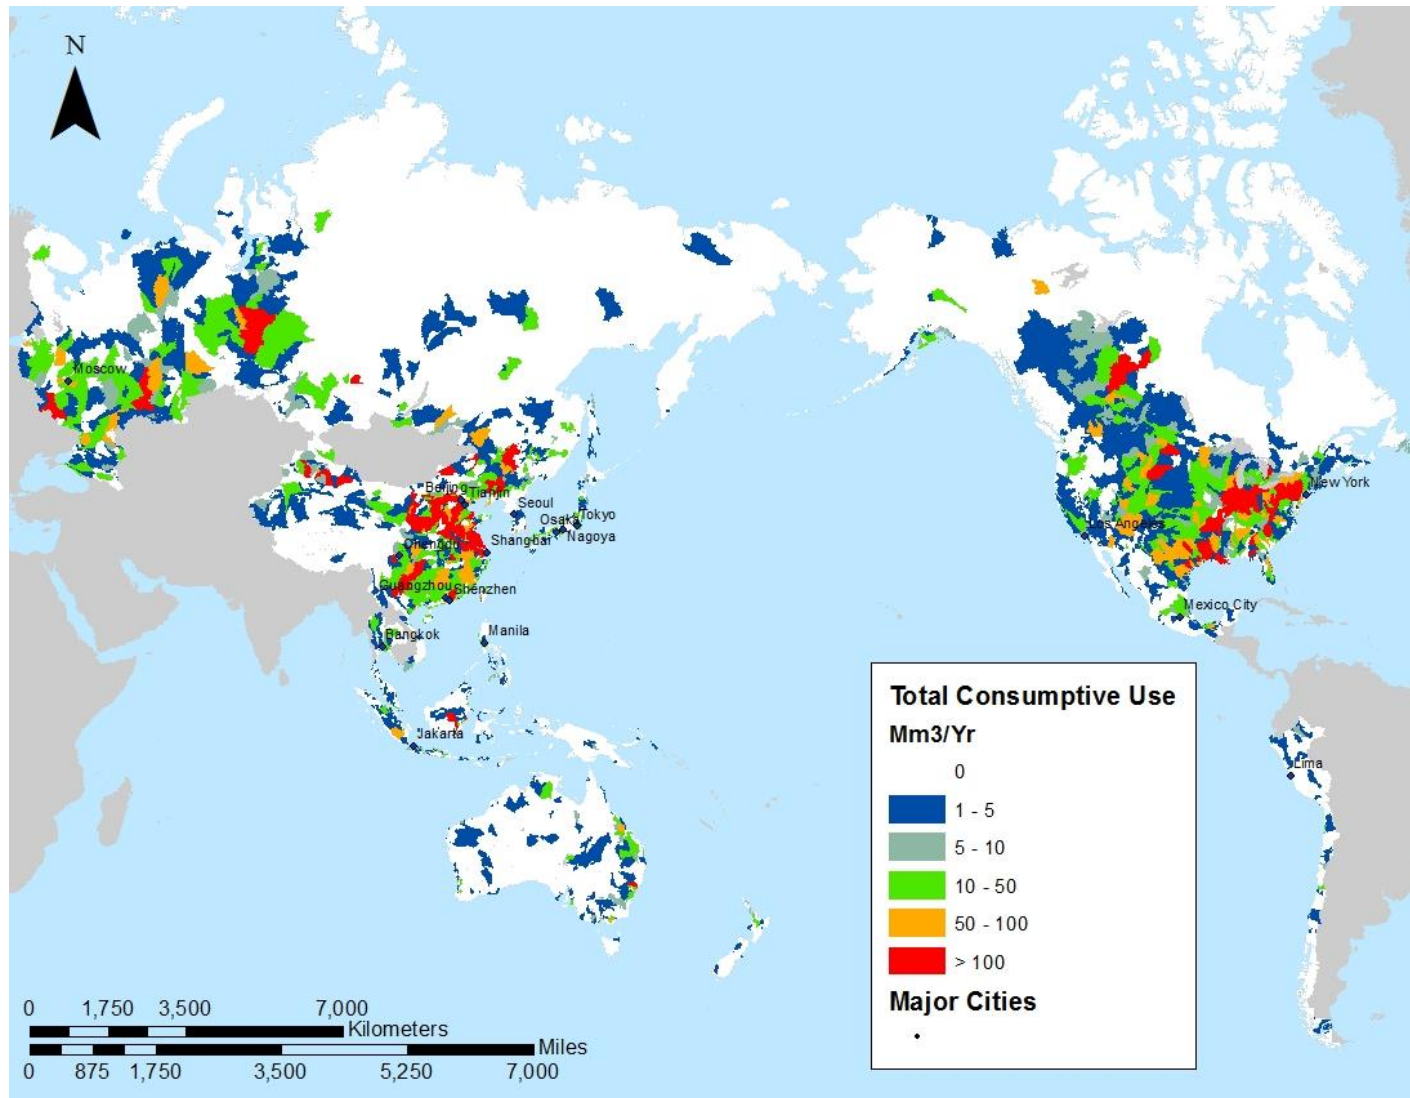 N
Moscow
Beijing
Tianjin
Seoul
Tokyo
Osaka
Nagoya
Shanghai
Chengdu
Guangzhou
Shenzhen
Bangkok
Manila
Jakarta
New York
Los Angeles
Mexico City
Lima
Total Consumptive Use
Mm3/Yr
0
1 - 5
5 - 10
10 - 50
50 - 100
> 100
Major Cities
0 1,750 3,500 7,000
Kilometers
Miles
0 875 1,750 3,500 5,250 7,000